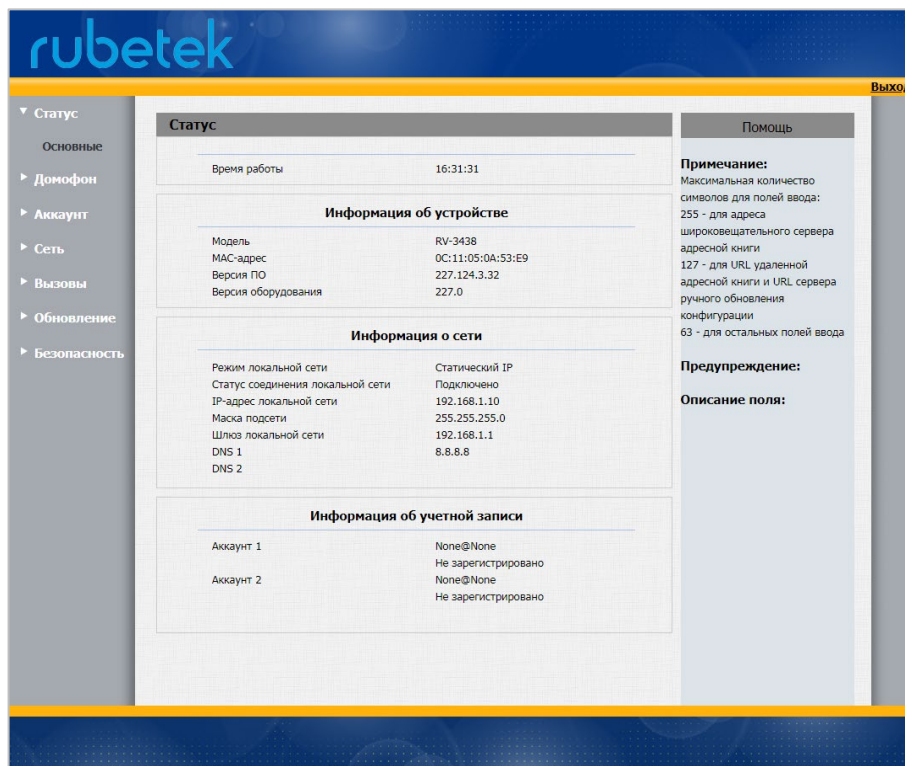 rubetek
Выход
Статус
Основные
Домофон
Аккаунт
Сеть
Вызовы
Обновление
Безопасность
Статус
Время работы 16:31:31
Информация об устройстве
Модель RV-3438
MAC-адрес 0C:11:05:0A:53:E9
Версия ПО 227.124.3.32
Версия оборудования 227.0
Информация о сети
Режим локальной сети Статический IP
Статус соединения локальной сети Подключено
IP-адрес локальной сети 192.168.1.10
Маска подсети 255.255.255.0
Шлюз локальной сети 192.168.1.1
DNS 1 8.8.8.8
DNS 2
Информация об учетной записи
Аккаунт 1 None@None
Не зарегистрировано
Аккаунт 2 None@None
Не зарегистрировано
Помощь
Примечание:
Максимальная количество
символов для полей ввода:
255 - для адреса
широковещательного сервера
адресной книги
127 - для URL удаленной
адресной книги и URL сервера
ручного обновления
конфигурации
63 - для остальных полей ввода
Предупреждение:
Описание поля: